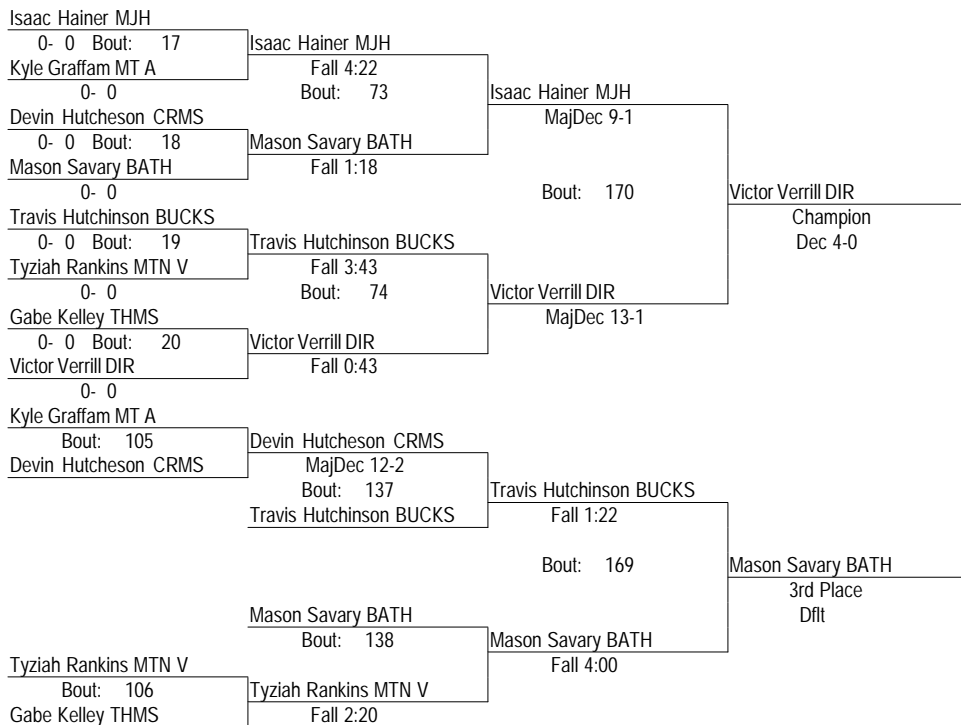 Isaac Hainer MJH
0- 0 Bout: 17
Isaac Hainer MJH
Kyle Graffam MT A
Fall 4:22
0- 0
Bout: 73
Isaac Hainer MJH
Devin Hutcheson CRMS
MajDec 9-1
0- 0 Bout: 18
Mason Savary BATH
Mason Savary BATH
Fall 1:18
0- 0
Bout: 170
Victor Verrill DIR
Travis Hutchinson BUCKS
Champion
0- 0 Bout: 19
Travis Hutchinson BUCKS
Dec 4-0
Tyziah Rankins MTN V
Fall 3:43
0- 0
Bout: 74
Victor Verrill DIR
Gabe Kelley THMS
MajDec 13-1
0- 0 Bout: 20
Victor Verrill DIR
Victor Verrill DIR
Fall 0:43
0- 0
Kyle Graffam MT A
Bout: 105
Devin Hutcheson CRMS
Devin Hutcheson CRMS
MajDec 12-2
Bout: 137
Travis Hutchinson BUCKS
Travis Hutchinson BUCKS
Fall 1:22
Bout: 169
Mason Savary BATH
3rd Place
Mason Savary BATH
Dflt
Bout: 138
Mason Savary BATH
Tyziah Rankins MTN V
Fall 4:00
Bout: 106
Tyziah Rankins MTN V
Gabe Kelley THMS
Fall 2:20